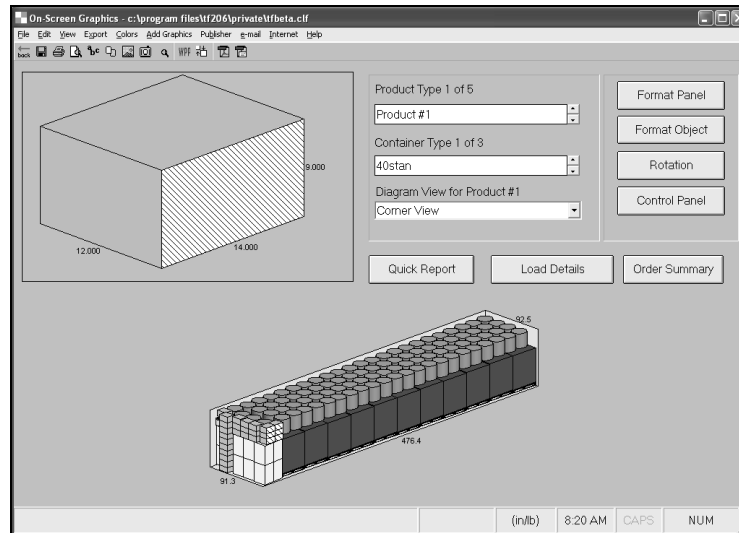 On-Screen Graphics - c:\program files\tf206\private\tfbeta.clf
File Edit View Export Colors Add Graphics Publisher e-mail Internet Help
back abc WPF
Product Type 1 of 5
Product #1
Container Type 1 of 3
40stan
Diagram View for Product #1
Corner View
Format Panel
Format Object
Rotation
Control Panel
9.000
12.000
14.000
Quick Report
Load Details
Order Summary
92.5
476.4
91.3
(in/lb)
8:20 AM
CAPS
NUM